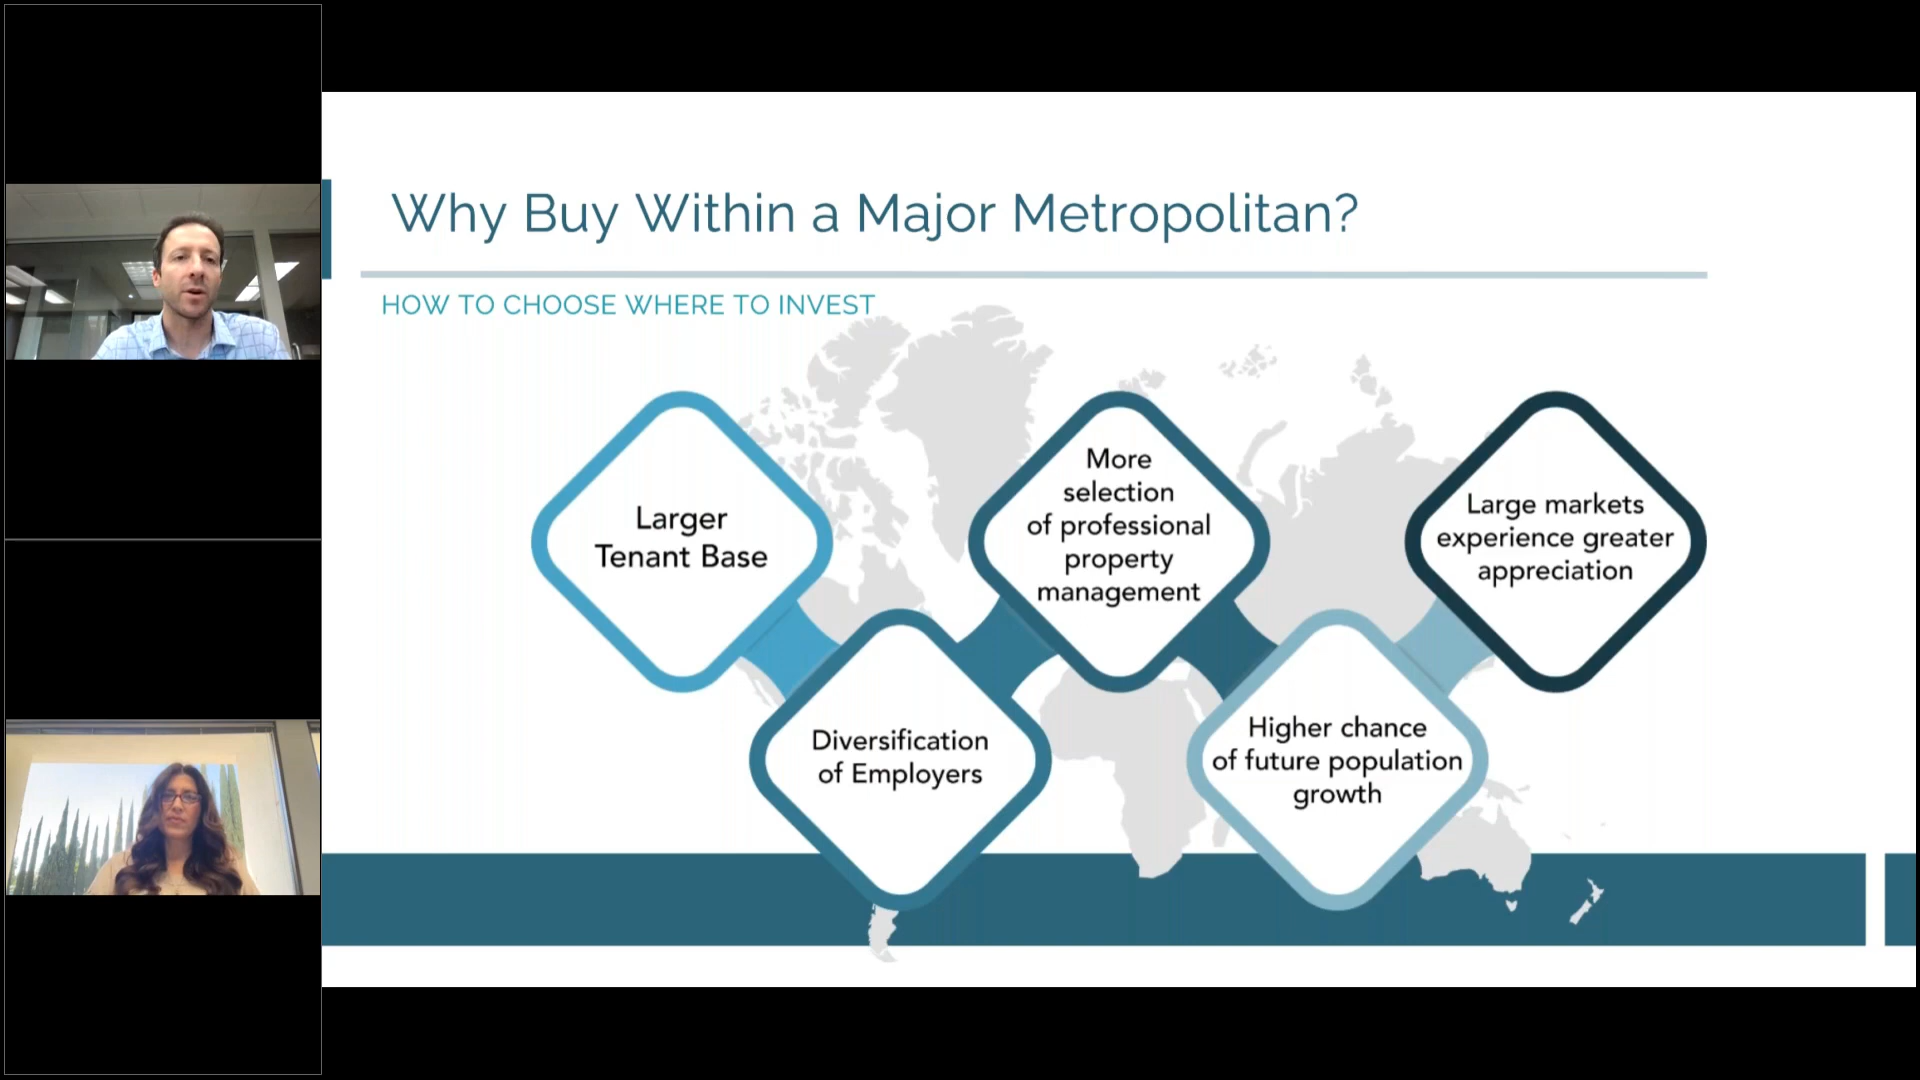 Why Buy Within a Major Metropolitan?
HOW TO CHOOSE WHERE TO INVEST
Larger
Tenant Base
Diversification
of Employers
More
selection
of professional
property
management
Higher chance
of future population
growth
Large markets
experience greater
appreciation